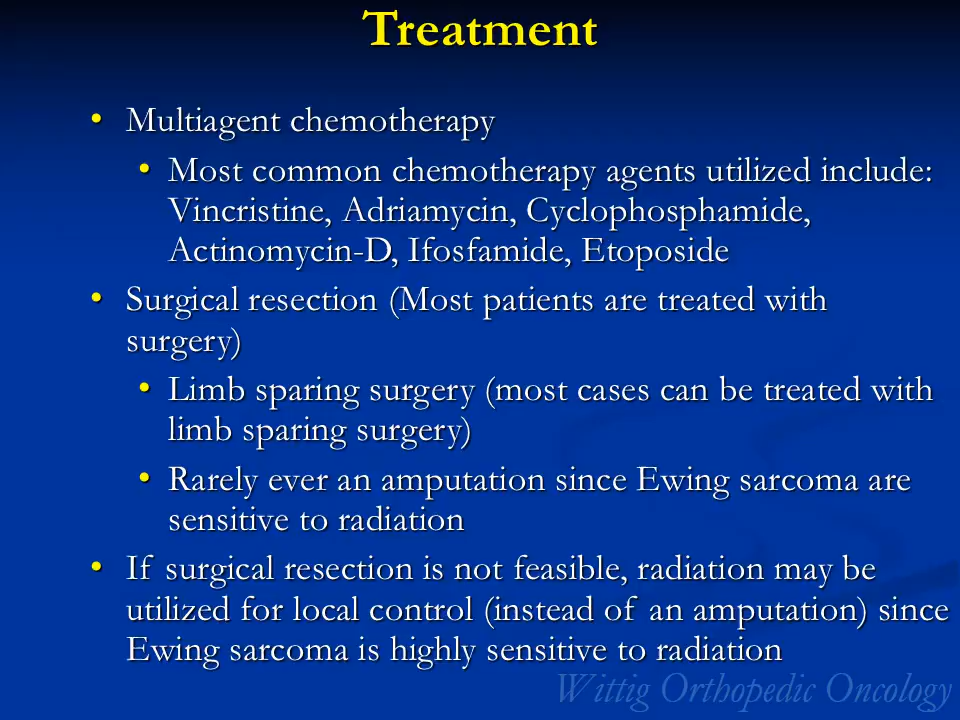 Treatment
• Multiagent chemotherapy
• Most common chemotherapy agents utilized include:
Vincristine, Adriamycin, Cyclophosphamide,
Actinomycin-D, Ifosfamide, Etoposide
• Surgical resection (Most patients are treated with
surgery)
• Limb sparing surgery (most cases can be treated with
limb sparing surgery)
• Rarely ever an amputation since Ewing sarcoma are
sensitive to radiation
• If surgical resection is not feasible, radiation may be
utilized for local control (instead of an amputation) since
Ewing sarcoma is highly sensitive to radiation
Wittig Orthopedic Oncology